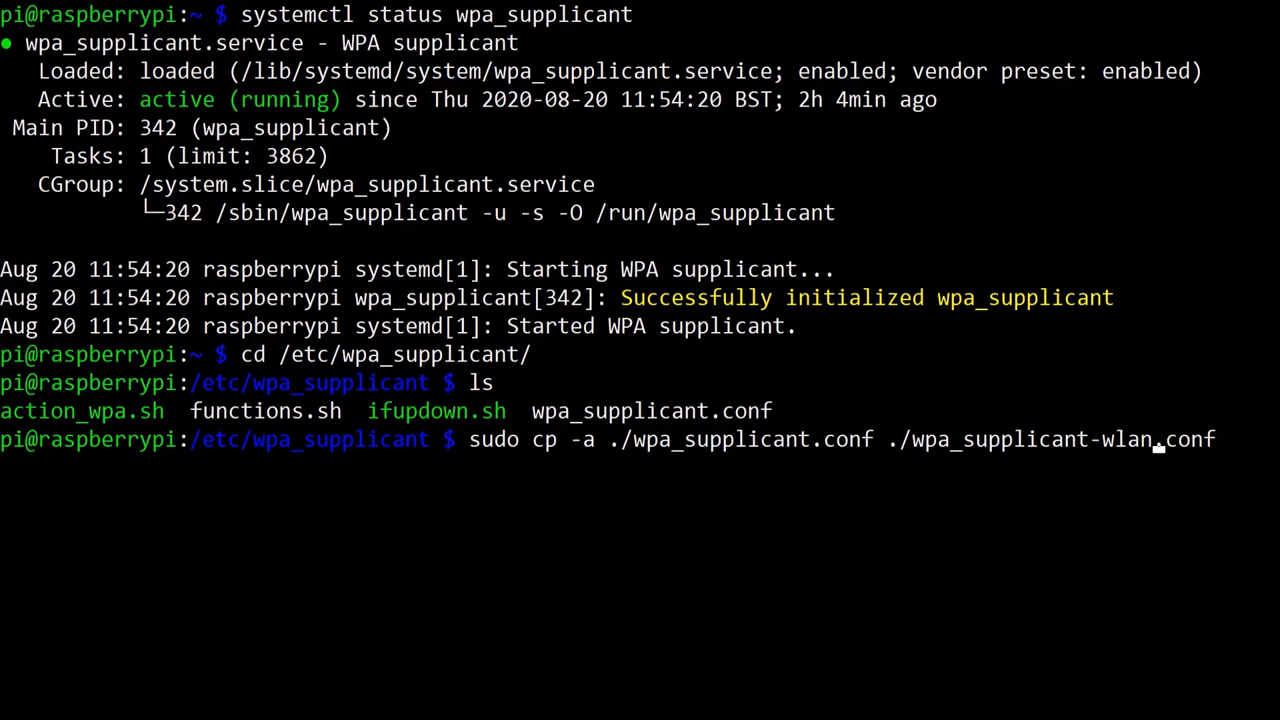 pi@raspberrypi:~ $ systemctl status wpa_supplicant
● wpa_supplicant.service - WPA supplicant
Loaded: loaded (/lib/systemd/system/wpa_supplicant.service; enabled; vendor preset: enabled)
Active: active (running) since Thu 2020-08-20 11:54:20 BST; 2h 4min ago
Main PID: 342 (wpa_supplicant)
Tasks: 1 (limit: 3862)
CGroup: /system.slice/wpa_supplicant.service
└─342 /sbin/wpa_supplicant -u -s -O /run/wpa_supplicant
Aug 20 11:54:20 raspberrypi systemd[1]: Starting WPA supplicant...
Aug 20 11:54:20 raspberrypi wpa_supplicant[342]: Successfully initialized wpa_supplicant
Aug 20 11:54:20 raspberrypi systemd[1]: Started WPA supplicant.
pi@raspberrypi:~ $ cd /etc/wpa_supplicant/
pi@raspberrypi:/etc/wpa_supplicant $ ls
action_wpa.sh  functions.sh  ifupdown.sh  wpa_supplicant.conf
pi@raspberrypi:/etc/wpa_supplicant $ sudo cp -a ./wpa_supplicant.conf ./wpa_supplicant-wlan.conf